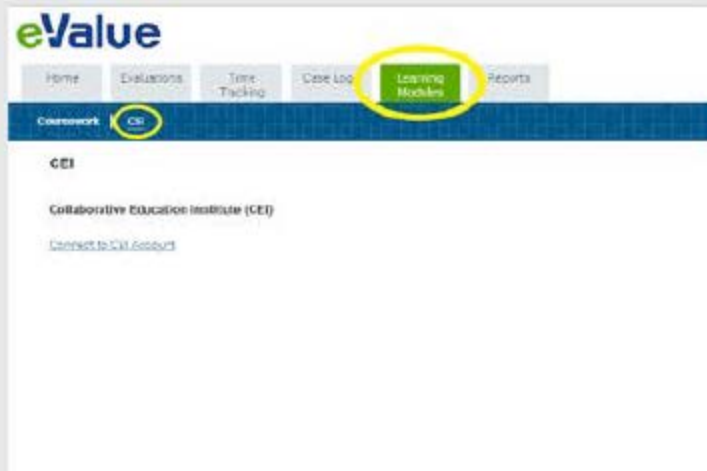 eValue
Home Evaluations Time Tracking Case Log Learning Modules Reports
Coursework CEI
CEI
Collaborative Education Institute (CEI)
Connect to CEI Account